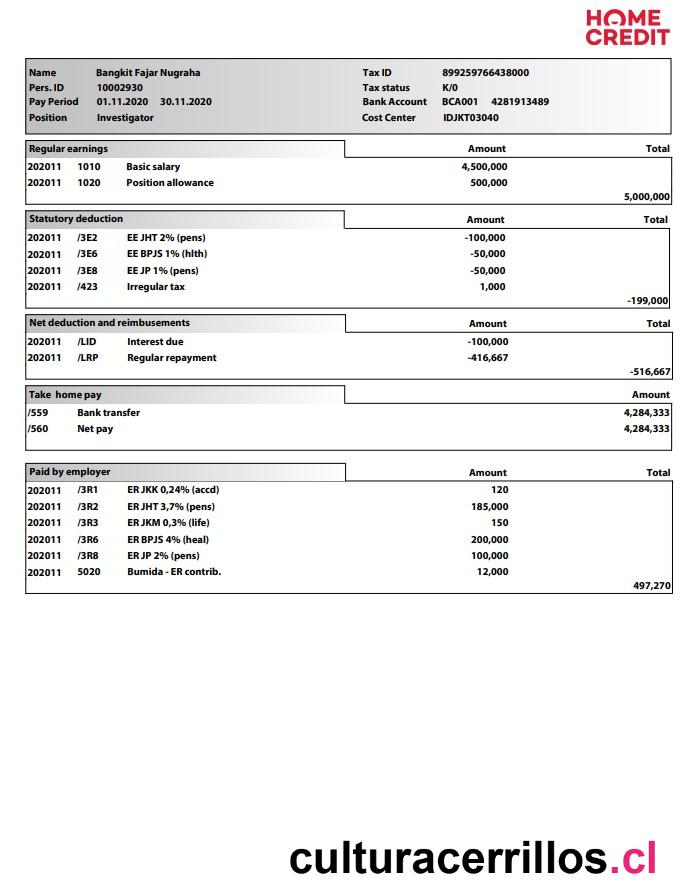 HOME
CREDIT
Name Bangkit Fajar Nugraha Tax ID 899259766438000
Pers. ID 10002930 Tax status K/0
Pay Period 01.11.2020 30.11.2020 Bank Account BCA001 4281913489
Position Investigator Cost Center IDJKT03040
Regular earnings Amount Total
202011 1010 Basic salary 4,500,000
202011 1020 Position allowance 500,000
5,000,000
Statutory deduction Amount Total
202011 /3E2 EE JHT 2% (pens) -100,000
202011 /3E6 EE BPJS 1% (hlth) -50,000
202011 /3E8 EE JP 1% (pens) -50,000
202011 /423 Irregular tax 1,000
-199,000
Net deduction and reimbusements Amount Total
202011 /LID Interest due -100,000
202011 /LRP Regular repayment -416,667
-516,667
Take home pay Amount
/559 Bank transfer 4,284,333
/560 Net pay 4,284,333
Paid by employer Amount Total
202011 /3R1 ER JKK 0,24% (accd) 120
202011 /3R2 ER JHT 3,7% (pens) 185,000
202011 /3R3 ER JKM 0,3% (life) 150
202011 /3R6 ER BPJS 4% (heal) 200,000
202011 /3R8 ER JP 2% (pens) 100,000
202011 5020 Bumida - ER contrib. 12,000
497,270
culturacerrillos.cl